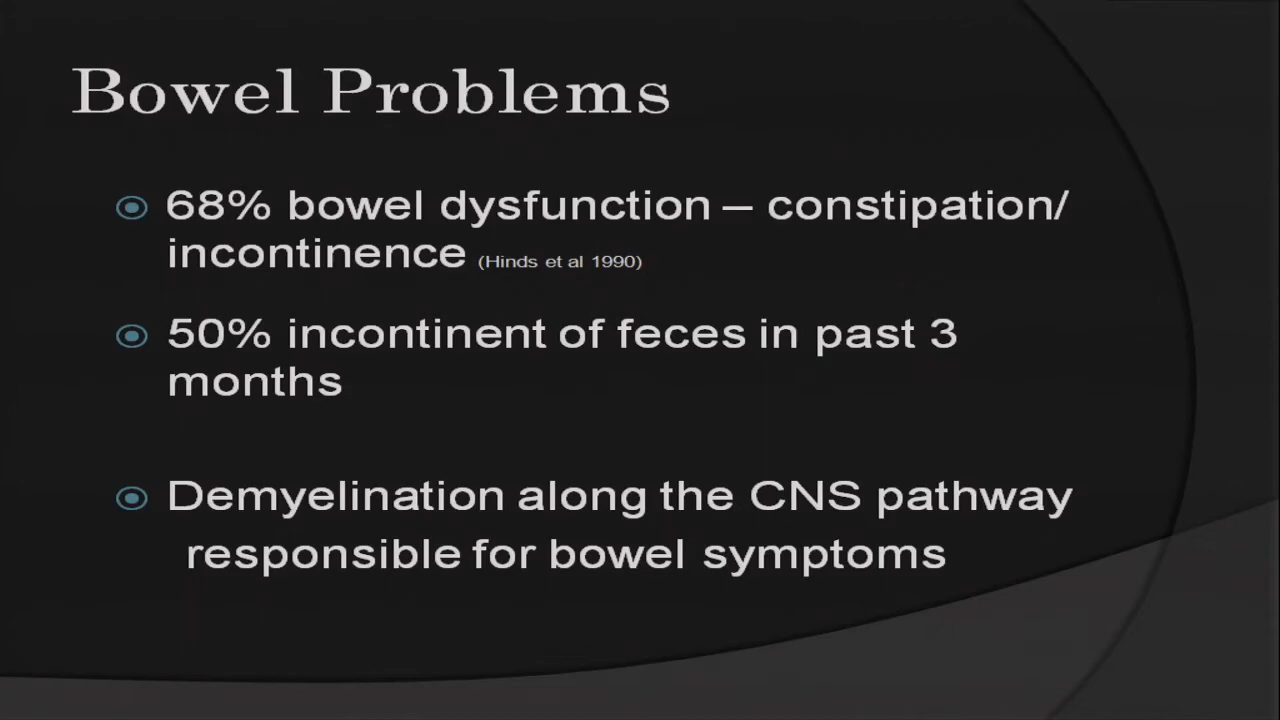 Bowel Problems
68% bowel dysfunction – constipation/
incontinence (Hinds et al 1990)
50% incontinent of feces in past 3
months
Demyelination along the CNS pathway
responsible for bowel symptoms